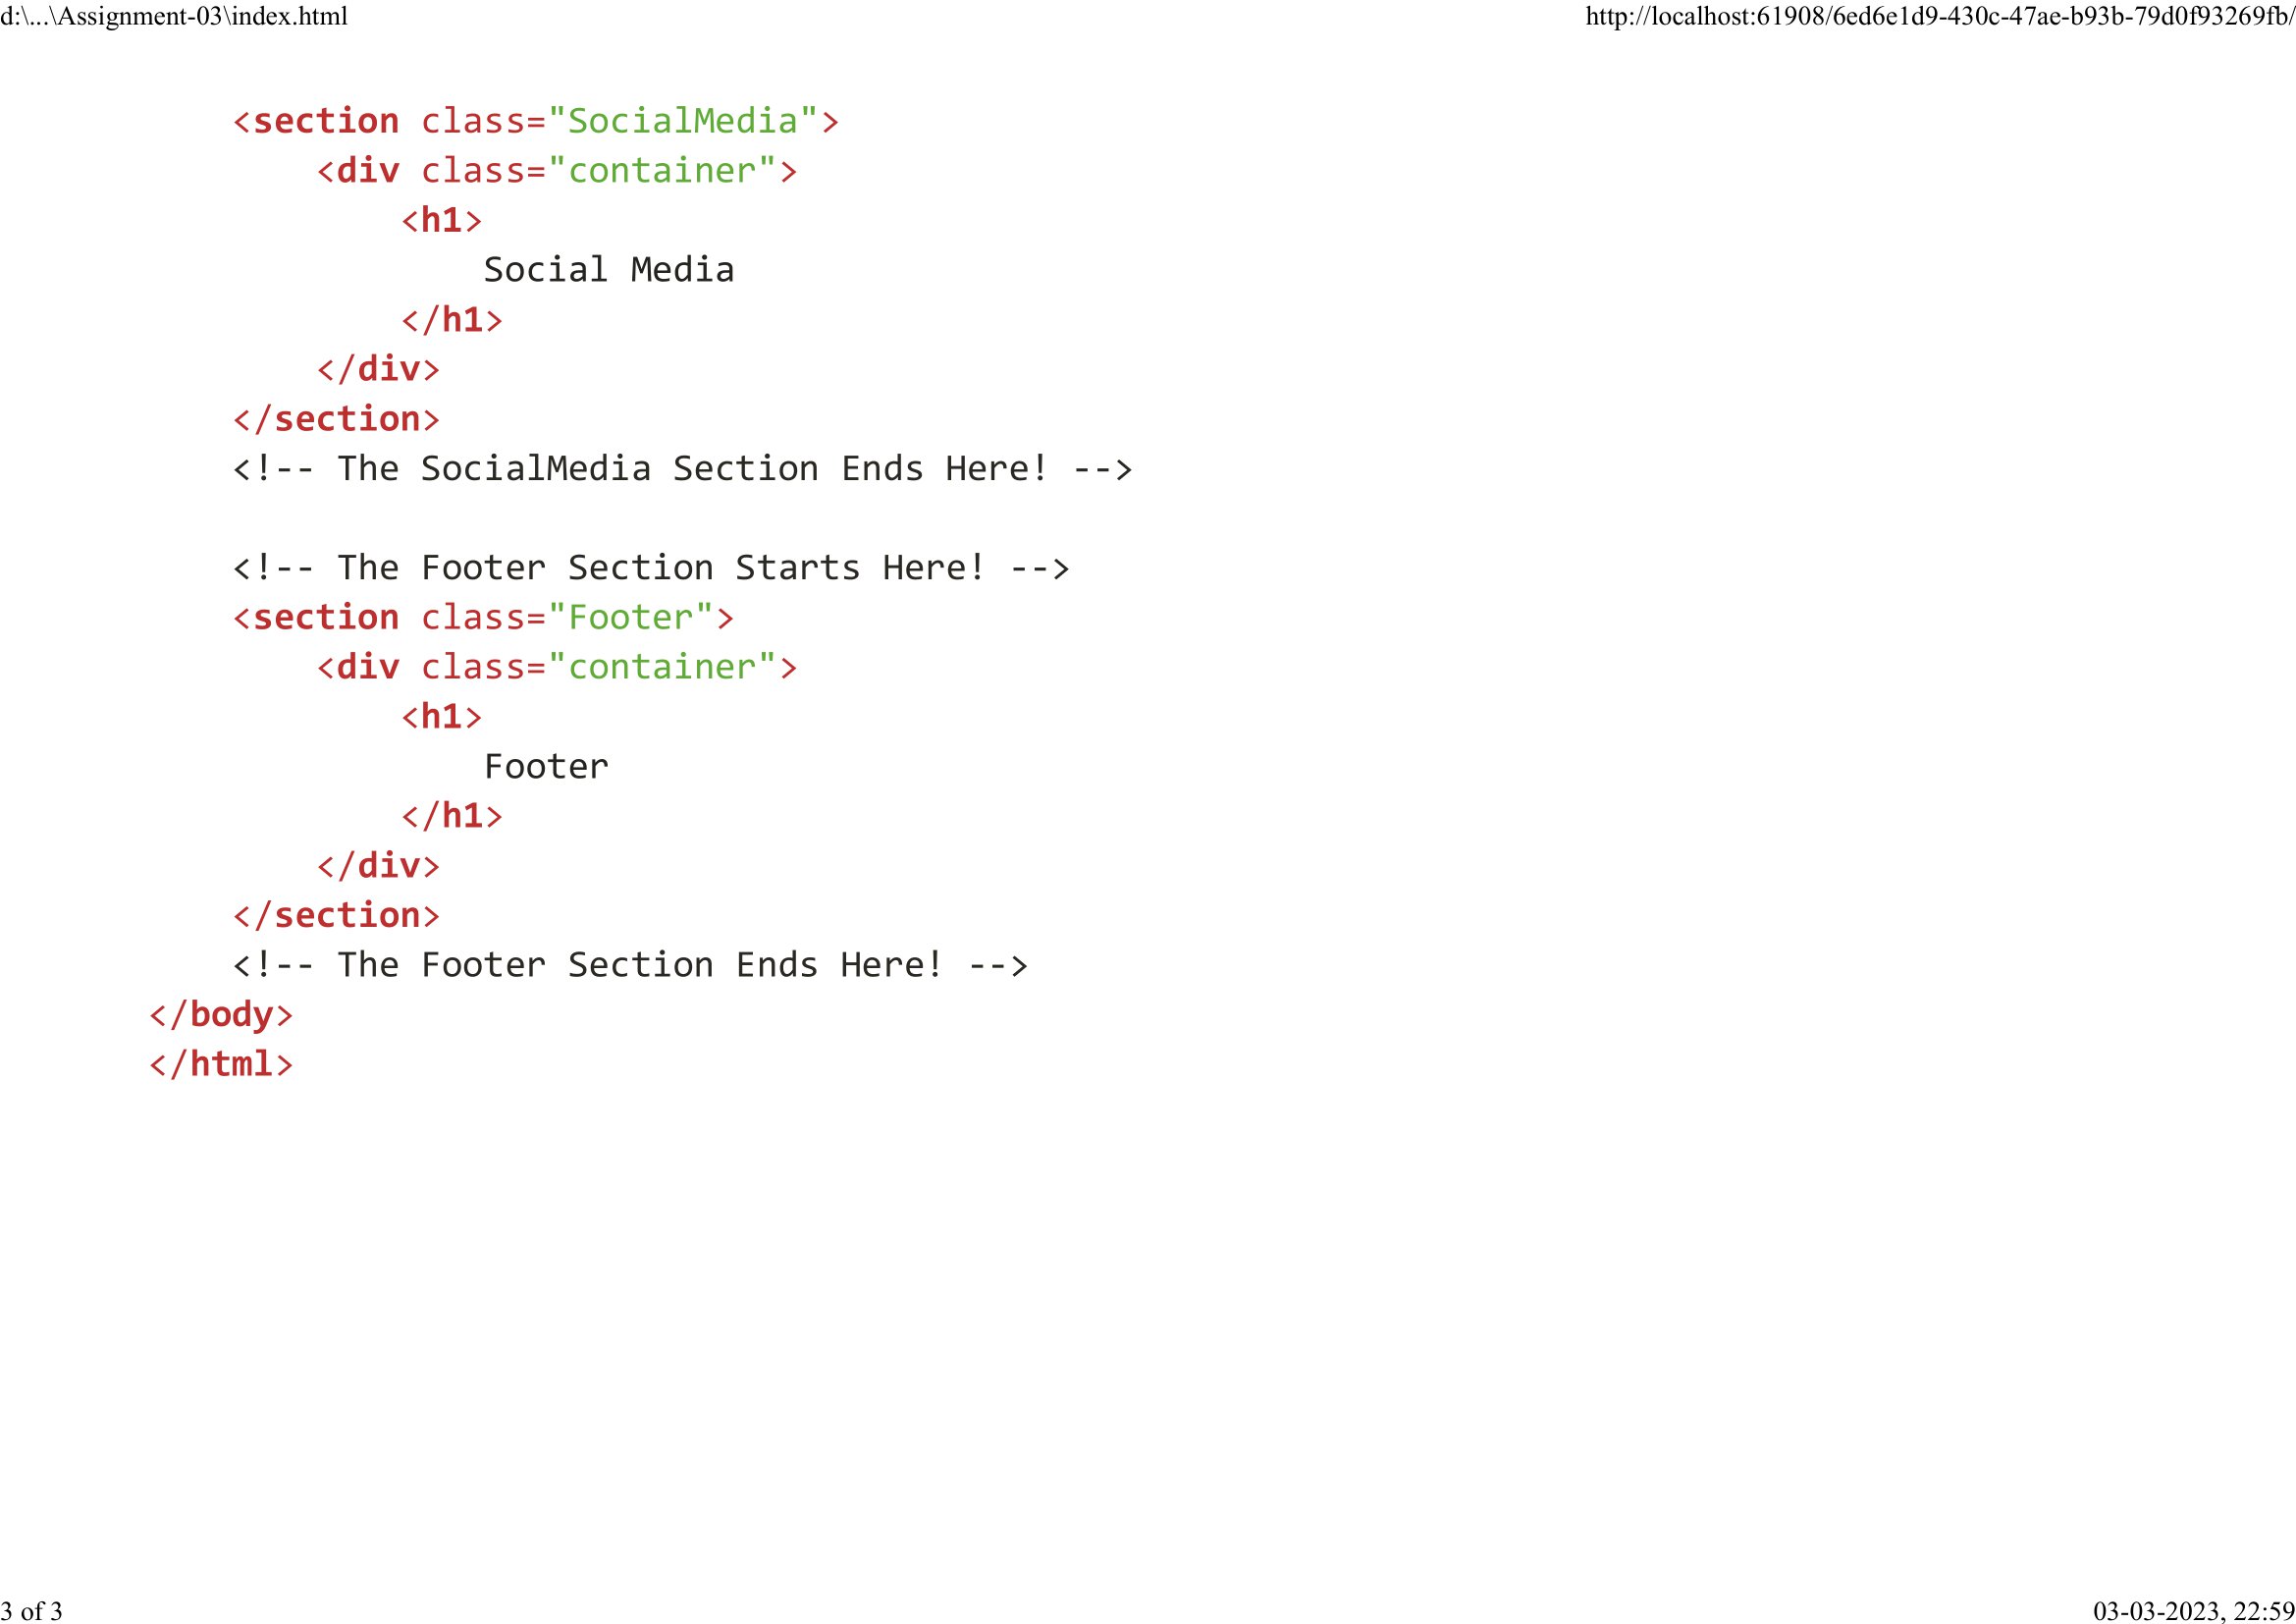 d:\...\Assignment-03\index.html http://localhost:61908/6ed6e1d9-430c-47ae-b93b-79d0f93269fb/
<section class="SocialMedia">
<div class="container">
<h1>
Social Media
</h1>
</div>
</section>
<!-- The SocialMedia Section Ends Here! -->
<!-- The Footer Section Starts Here! -->
<section class="Footer">
<div class="container">
<h1>
Footer
</h1>
</div>
</section>
<!-- The Footer Section Ends Here! -->
</body>
</html>
3 of 3 03-03-2023, 22:59